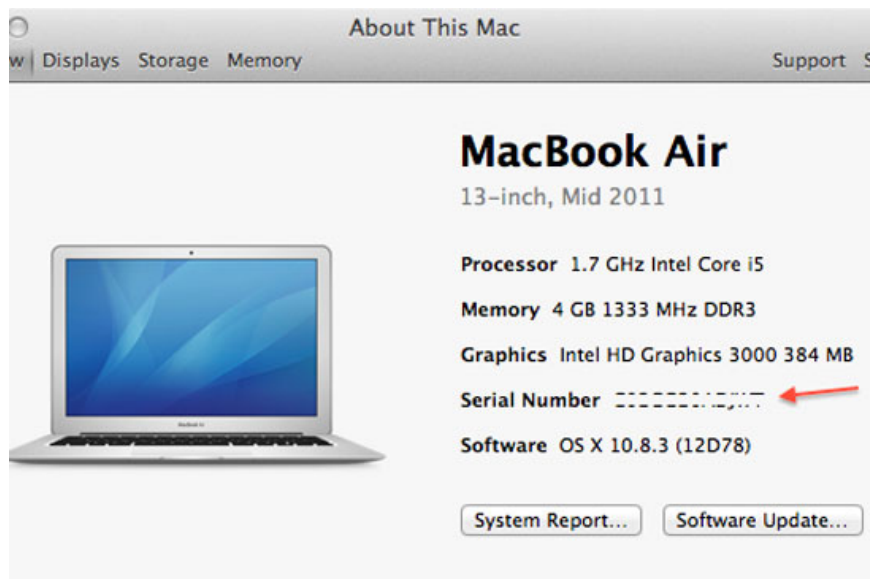 About This Mac
Displays Storage Memory Support
MacBook Air
13-inch, Mid 2011
Processor 1.7 GHz Intel Core i5
Memory 4 GB 1333 MHz DDR3
Graphics Intel HD Graphics 3000 384 MB
Serial Number
Software OS X 10.8.3 (12D78)
System Report... Software Update...